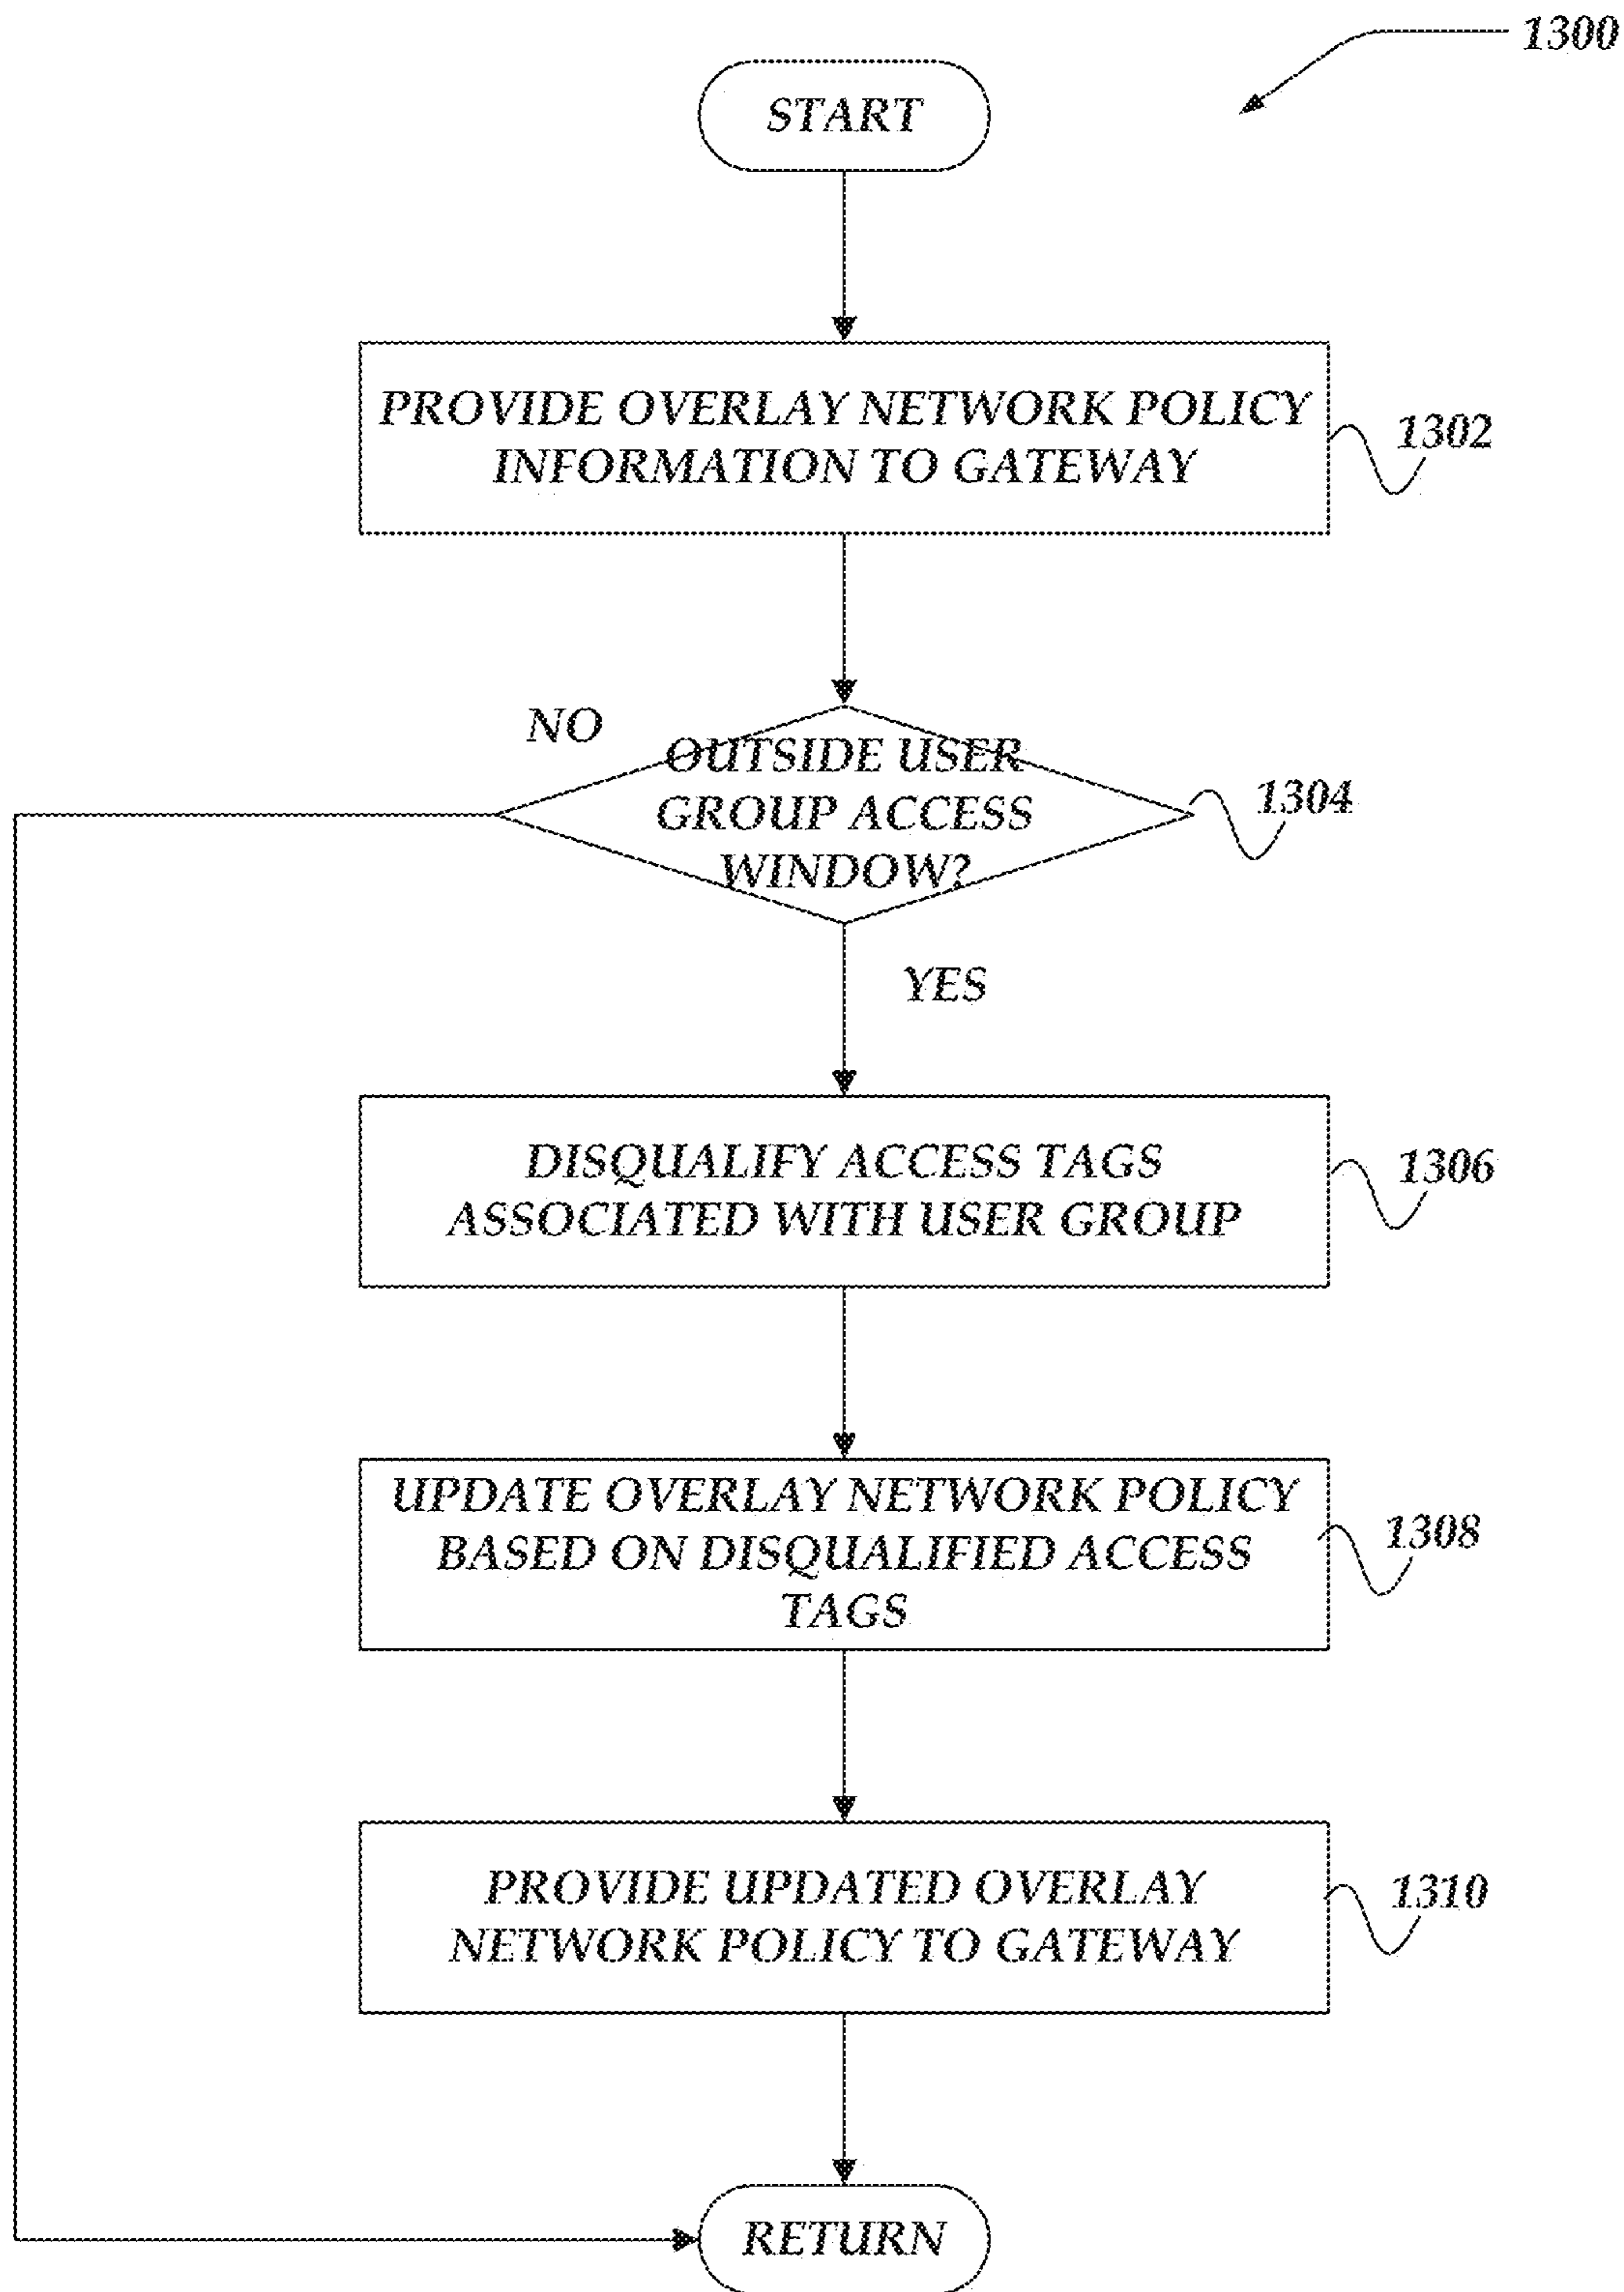 1300
START
PROVIDE OVERLAY NETWORK POLICY
INFORMATION TO GATEWAY
1302
NO
OUTSIDE USER
GROUP ACCESS
WINDOW?
1304
YES
DISQUALIFY ACCESS TAGS
ASSOCIATED WITH USER GROUP
1306
UPDATE OVERLAY NETWORK POLICY
BASED ON DISQUALIFIED ACCESS
TAGS
1308
PROVIDE UPDATED OVERLAY
NETWORK POLICY TO GATEWAY
1310
RETURN